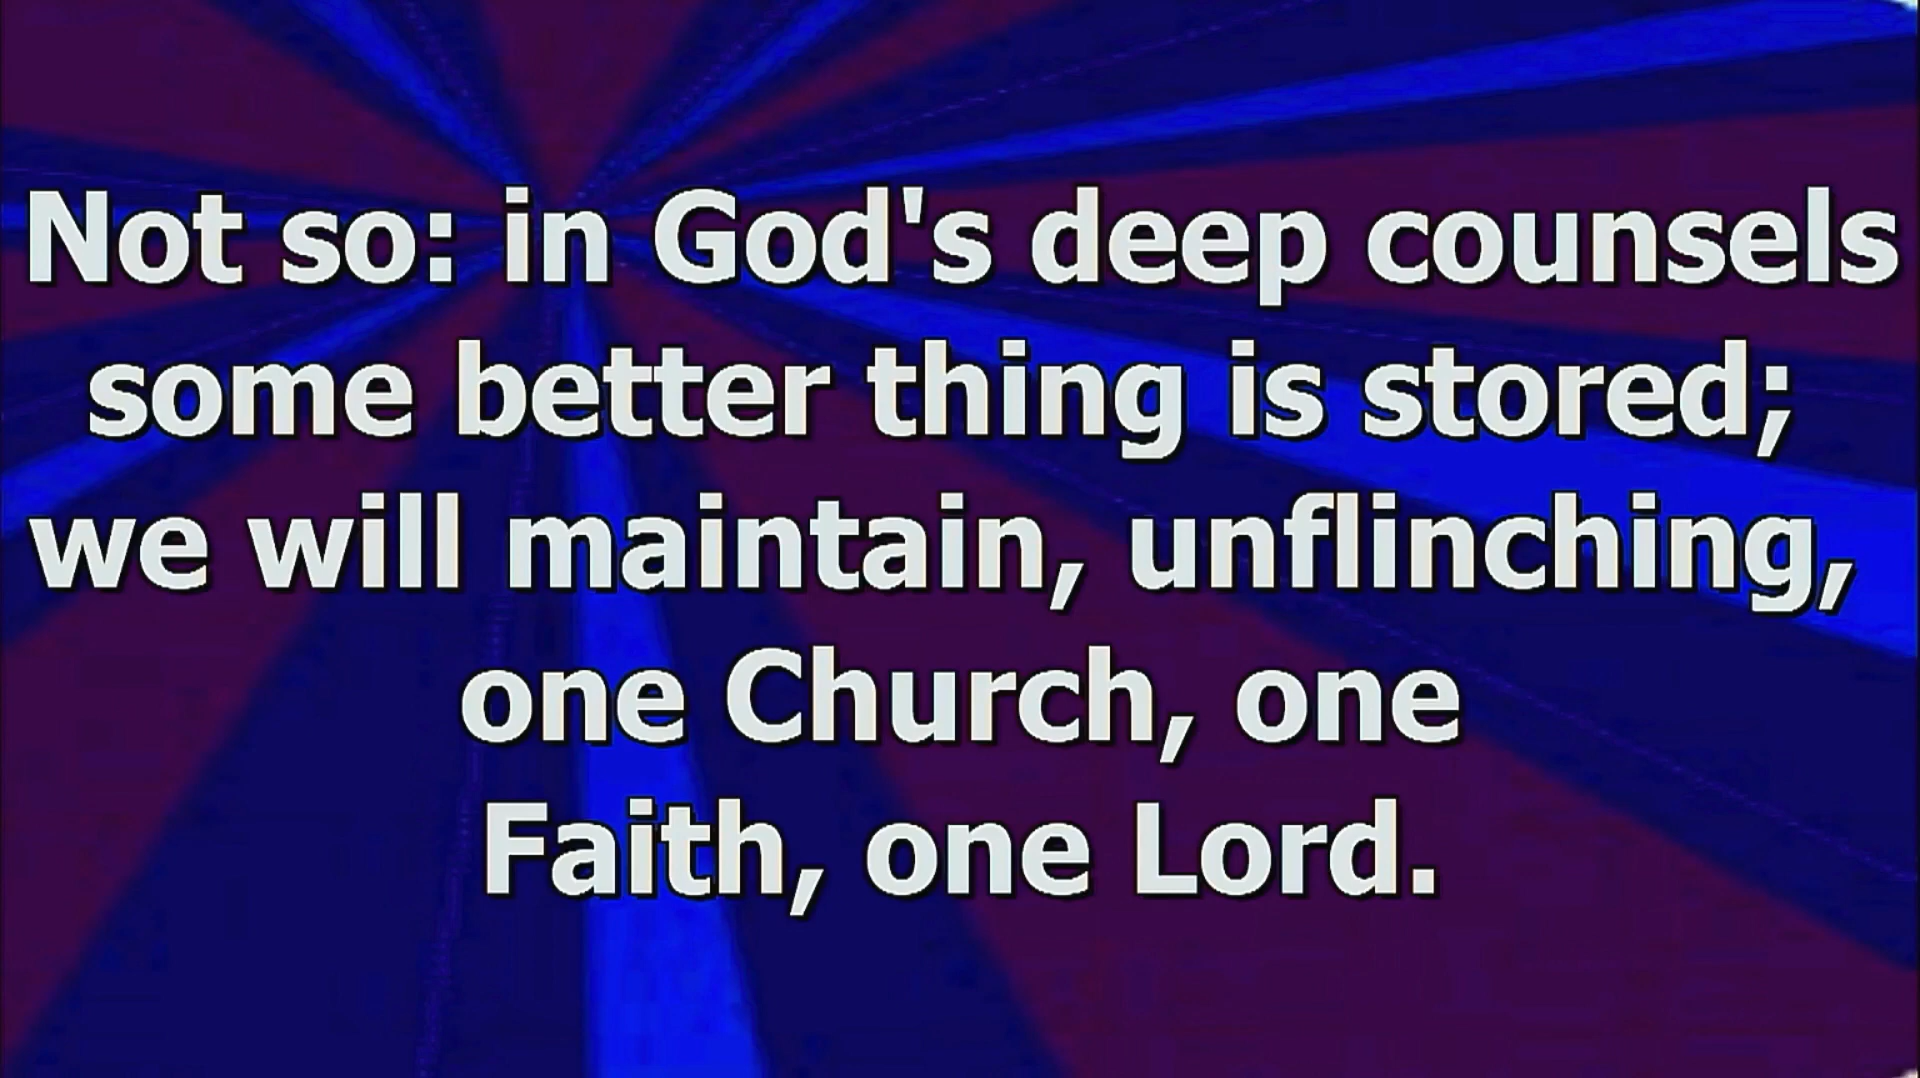 Not so: in God's deep counsels
some better thing is stored;
we will maintain, unflinching,
one Church, one
Faith, one Lord.